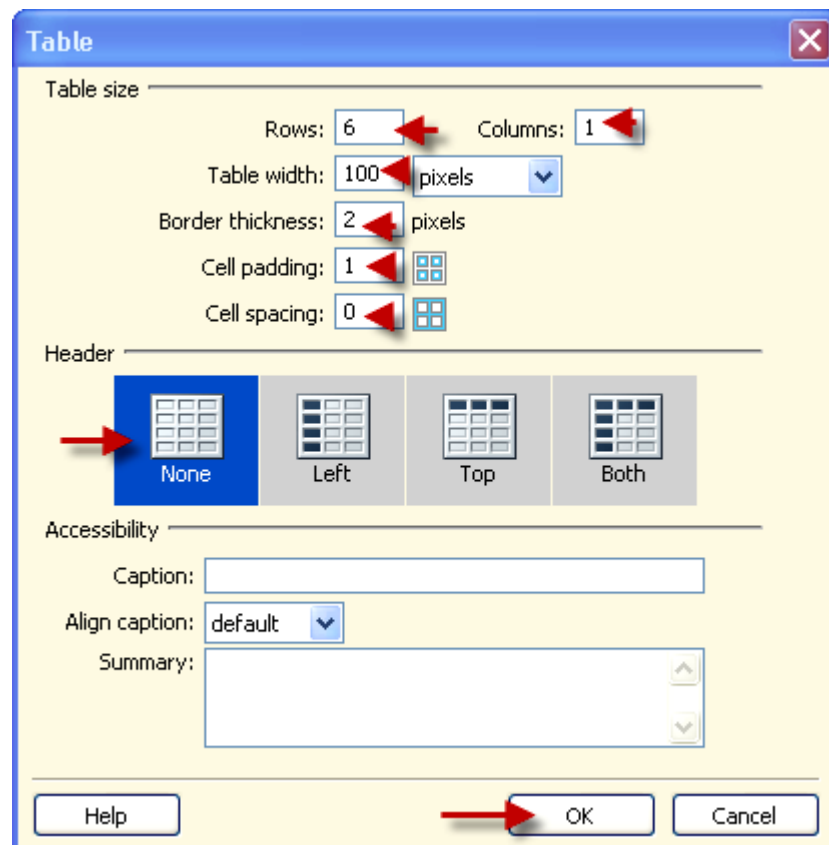 Table
Table size
Rows: 6 Columns: 1
Table width: 100 pixels
Border thickness: 2 pixels
Cell padding: 1
Cell spacing: 0
Header
None Left Top Both
Accessibility
Caption:
Align caption: default
Summary:
Help OK Cancel